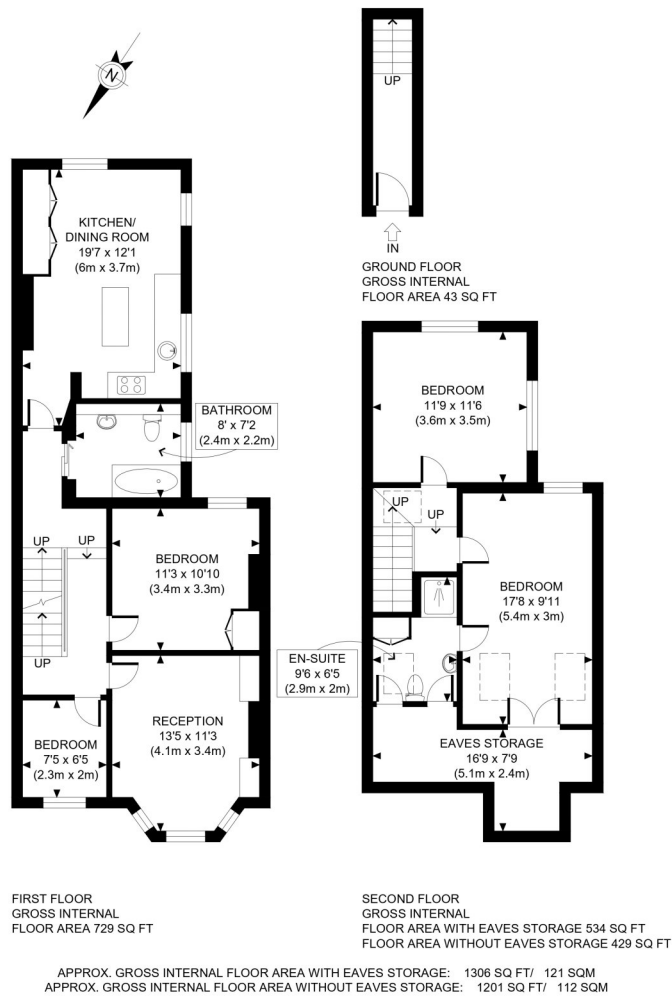 N
UP
IN
GROUND FLOOR
GROSS INTERNAL
FLOOR AREA 43 SQ FT
KITCHEN/
DINING ROOM
19'7 x 12'1
(6m x 3.7m)
BATHROOM
8' x 7'2
(2.4m x 2.2m)
UP
UP
UP
BEDROOM
11'3 x 10'10
(3.4m x 3.3m)
RECEPTION
13'5 x 11'3
(4.1m x 3.4m)
BEDROOM
7'5 x 6'5
(2.3m x 2m)
FIRST FLOOR
GROSS INTERNAL
FLOOR AREA 729 SQ FT
BEDROOM
11'9 x 11'6
(3.6m x 3.5m)
UP
UP
BEDROOM
17'8 x 9'11
(5.4m x 3m)
EN-SUITE
9'6 x 6'5
(2.9m x 2m)
EAVES STORAGE
16'9 x 7'9
(5.1m x 2.4m)
SECOND FLOOR
GROSS INTERNAL
FLOOR AREA WITH EAVES STORAGE 534 SQ FT
FLOOR AREA WITHOUT EAVES STORAGE 429 SQ FT
APPROX. GROSS INTERNAL FLOOR AREA WITH EAVES STORAGE: 1306 SQ FT/ 121 SQM
APPROX. GROSS INTERNAL FLOOR AREA WITHOUT EAVES STORAGE: 1201 SQ FT/ 112 SQM